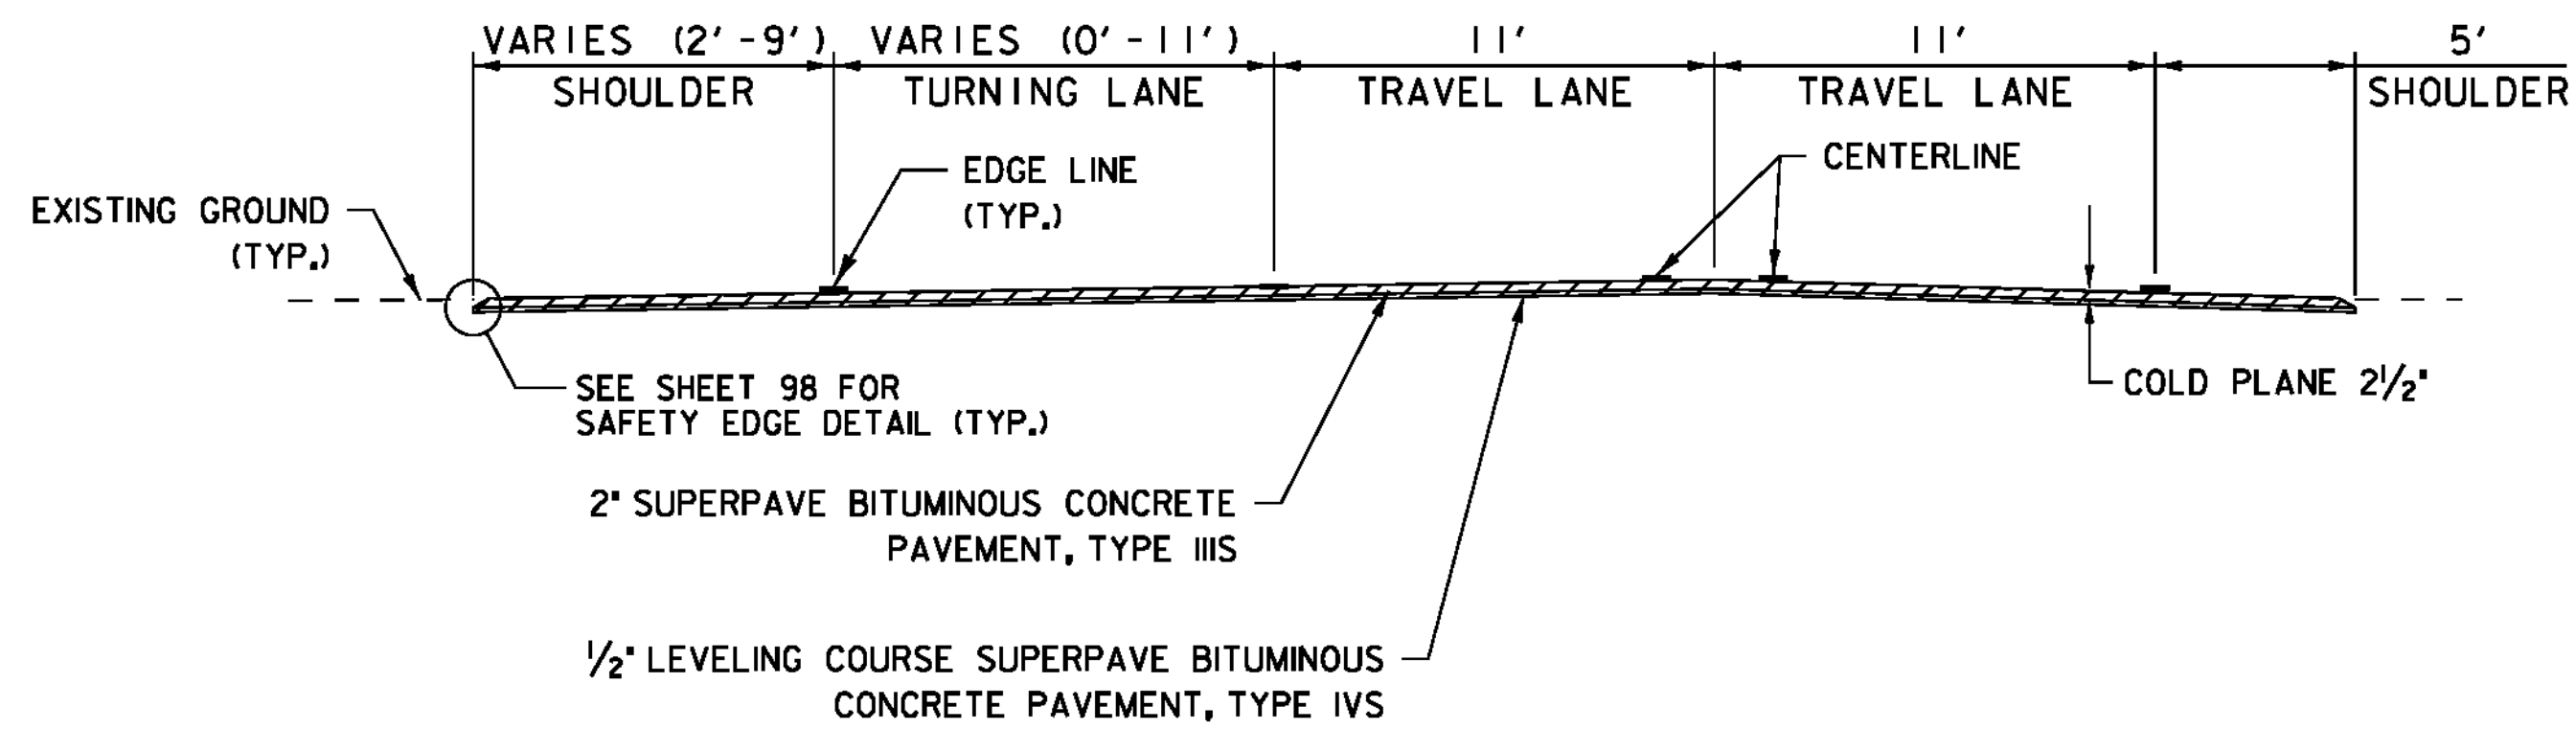 VARIES (2'-9') VARIES (0'-11') 11' 11' 5'
SHOULDER TURNING LANE TRAVEL LANE TRAVEL LANE SHOULDER
EDGE LINE
(TYP.)
CENTERLINE
EXISTING GROUND
(TYP.)
SEE SHEET 98 FOR
SAFETY EDGE DETAIL (TYP.)
COLD PLANE 2½"
2" SUPERPAVE BITUMINOUS CONCRETE
PAVEMENT, TYPE IIIS
½" LEVELING COURSE SUPERPAVE BITUMINOUS
CONCRETE PAVEMENT, TYPE IVS